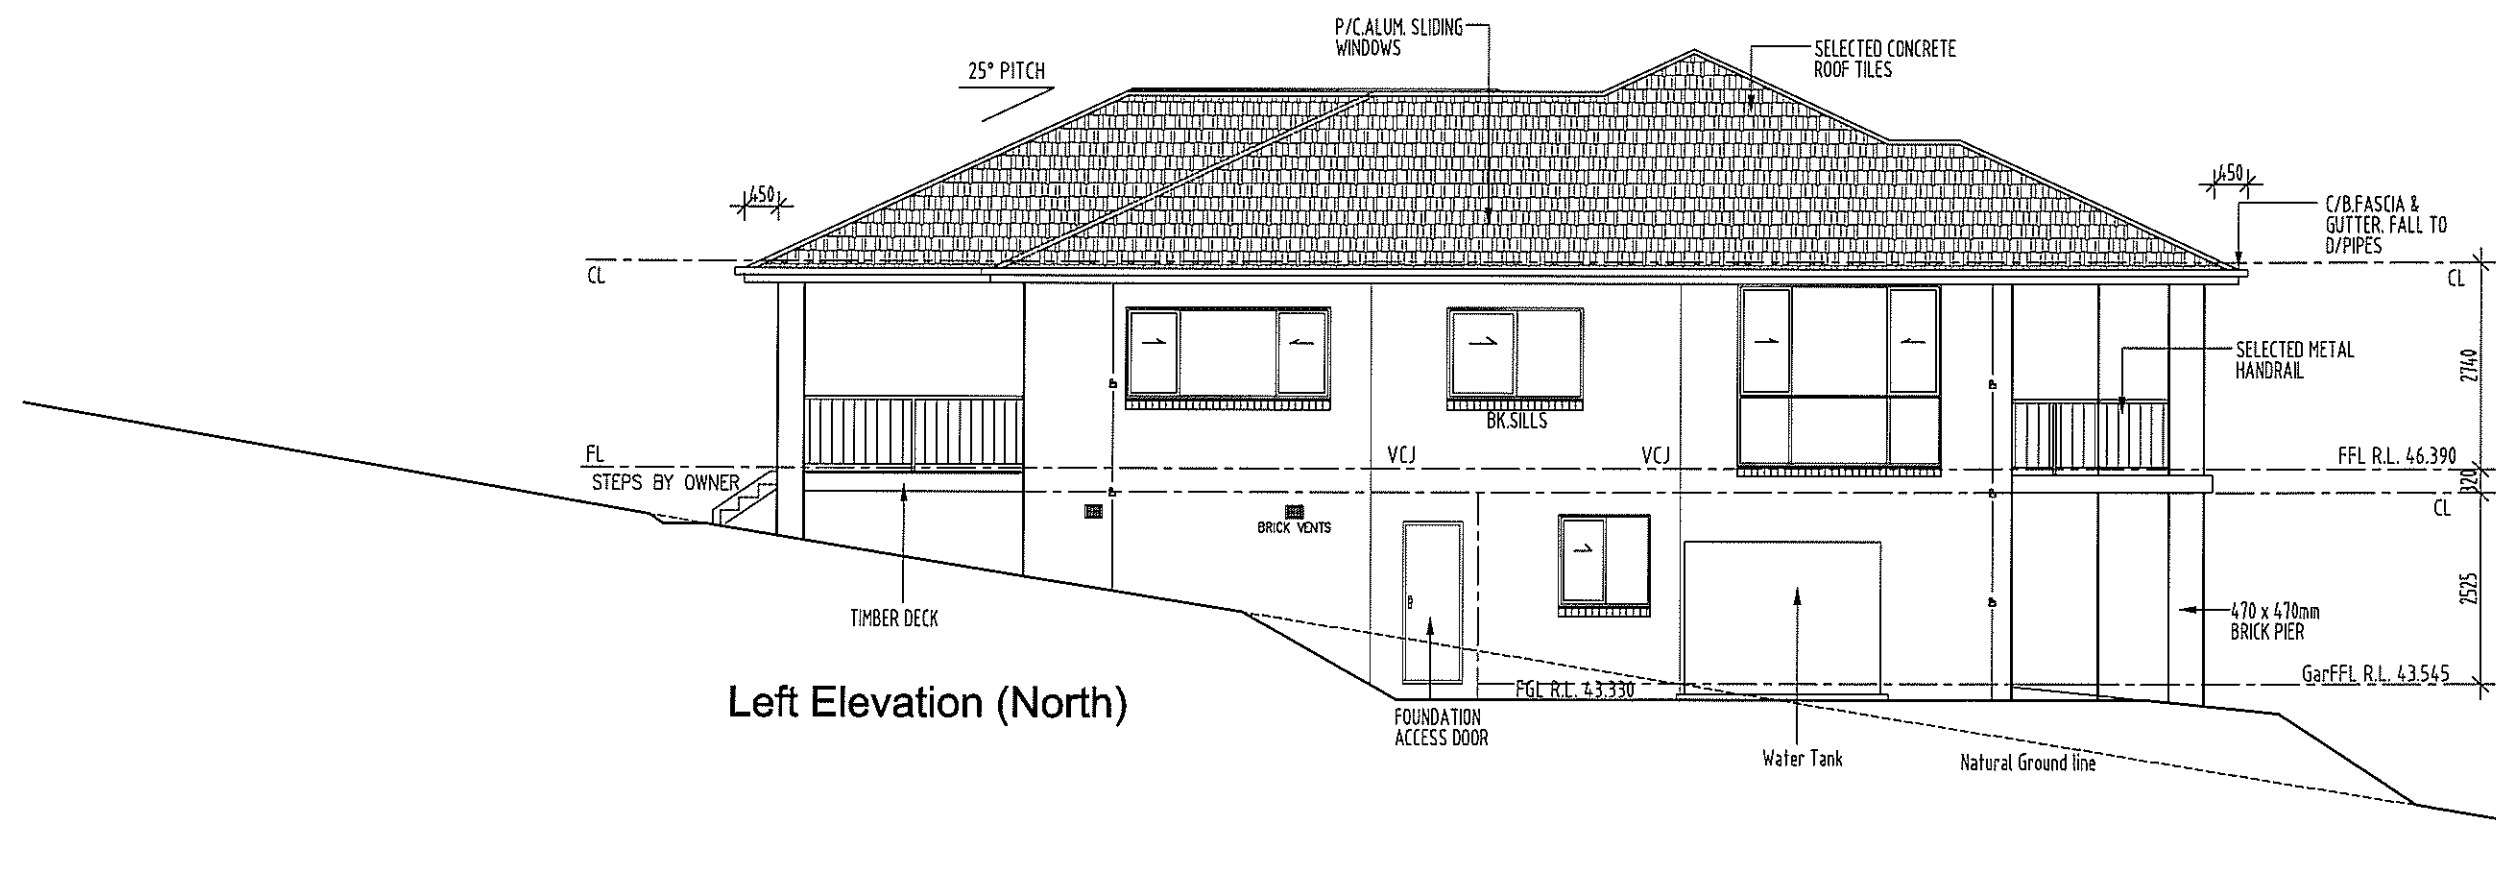 P/C.ALUM. SLIDING
WINDOWS
SELECTED CONCRETE
ROOF TILES
25° PITCH
450
450
C/B.FASCIA &
GUTTER. FALL TO
D/PIPES
CL
CL
2740
SELECTED METAL
HANDRAIL
BK.SILLS
FL
VCJ
VCJ
FFL R.L. 46.390
STEPS BY OWNER
320
CL
BRICK VENTS
2525
TIMBER DECK
470 x 470mm
BRICK PIER
GarFFL R.L. 43.545
FGL R.L. 43.330
Left Elevation (North)
FOUNDATION
ACCESS DOOR
Water Tank
Natural Ground line